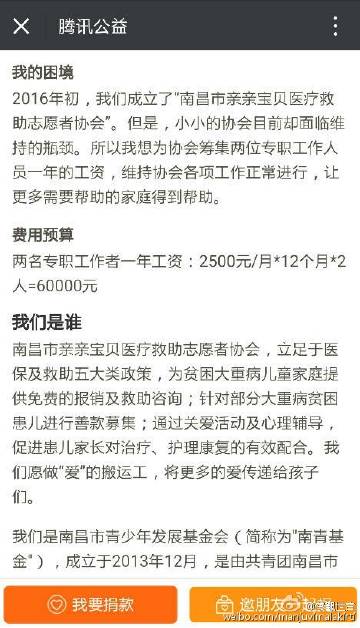 腾讯公益
我的困境
2016年初，我们成立了“南昌市亲亲宝贝医疗救
助志愿者协会”。但是，小小的协会目前却面临维
持的瓶颈。所以我想为协会筹集两位专职工作人
员一年的工资，维持协会各项工作正常进行，让
更多需要帮助的家庭得到帮助。
费用预算
两名专职工作者一年工资：2500元/月*12个月*2
人=60000元
我们是谁
南昌市亲亲宝贝医疗救助志愿者协会，立足于医
保及救助五大类政策，为贫困大重病儿童家庭提
供免费的报销及救助咨询；针对部分大重病贫困
患儿进行善款募集；通过关爱活动及心理辅导，
促进患儿家长对治疗、护理康复的有效配合。我
们愿做“爱”的搬运工，将更多的爱传递给孩子
们。
我们是南昌市青少年发展基金会（简称为"南青基
金"），成立于2013年12月，是由共青团南昌市
我要捐款
邀朋友一起捐